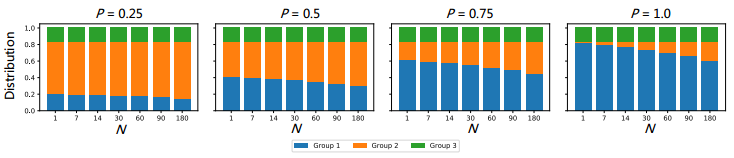 P = 0.25
P = 0.5
P = 0.75
P = 1.0
Distribution
1.0
0.8
0.6
0.4
0.2
0.0
1 7 14 30 60 90 180
1 7 14 30 60 90 180
1 7 14 30 60 90 180
1 7 14 30 60 90 180
N
N
N
N
Group 1 Group 2 Group 3